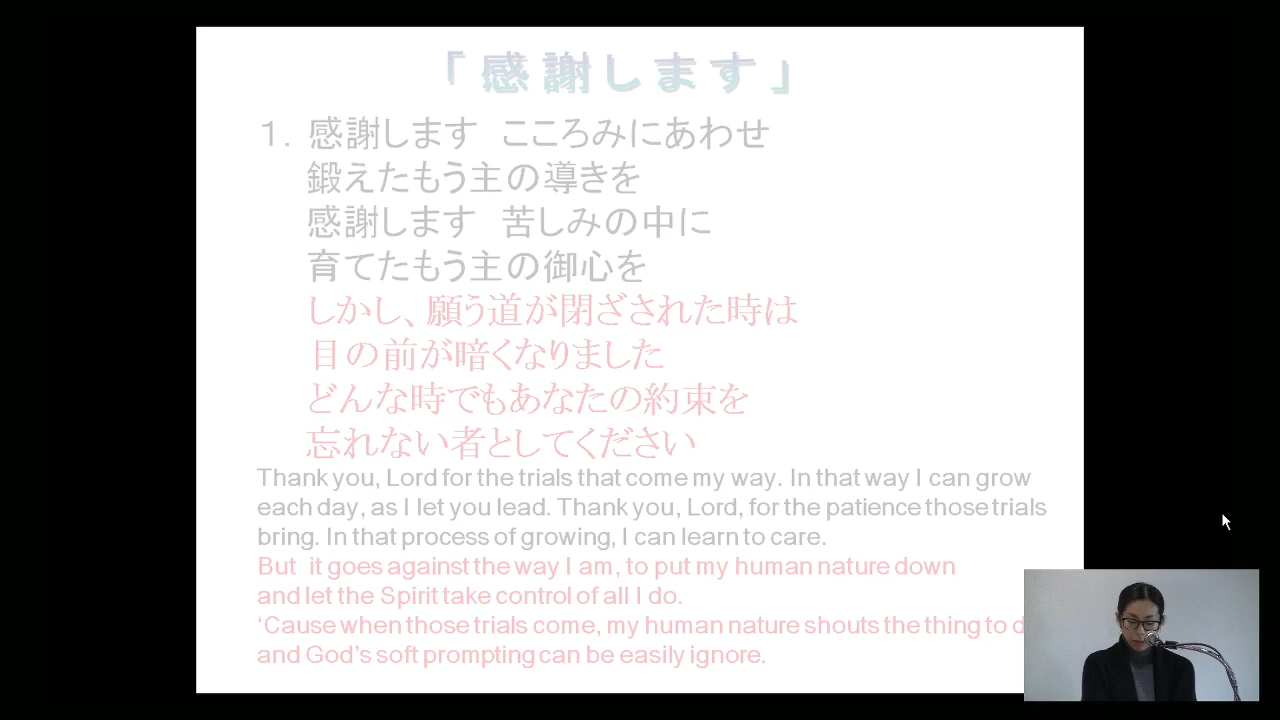 「感謝します」
1. 感謝します　こころみにあわせ
鍛えたもう主の導きを
感謝します　苦しみの中に
育てたもう主の御心を
しかし、願う道が閉ざされた時は
目の前が暗くなりました
どんな時でもあなたの約束を
忘れない者としてください
Thank you, Lord for the trials that come my way. In that way I can grow
each day, as I let you lead. Thank you, Lord, for the patience those trials
bring. In that process of growing, I can learn to care.
But it goes against the way I am, to put my human nature down
and let the Spirit take control of all I do.
‘Cause when those trials come, my human nature shouts the thing to
and God’s soft prompting can be easily ignore.